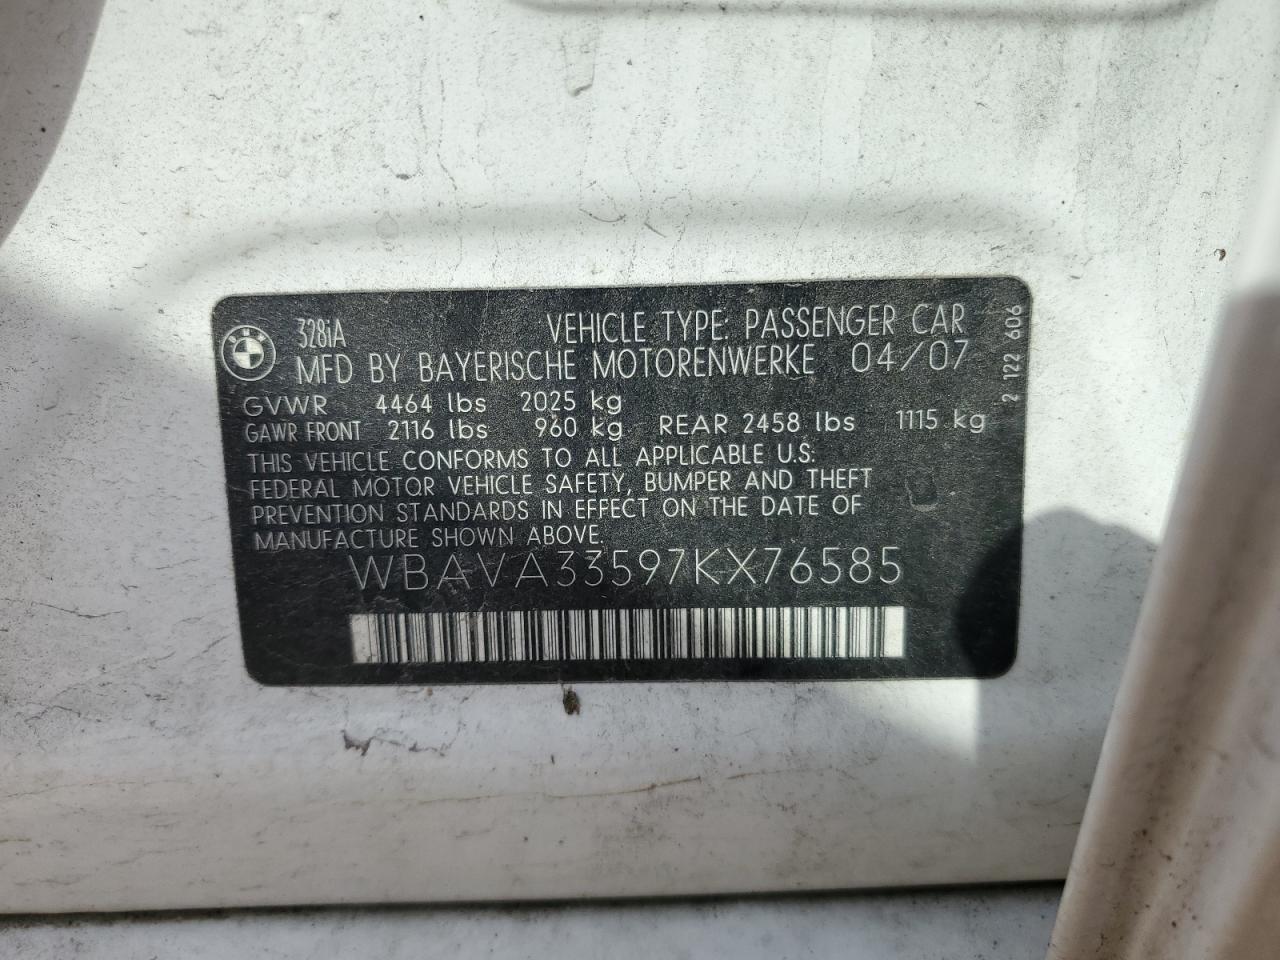 328iA VEHICLE TYPE: PASSENGER CAR
MFD BY BAYERISCHE MOTORENWERKE 04/07
GVWR 4464 lbs 2025 kg
GAWR FRONT 2116 lbs 960 kg REAR 2458 lbs 1115 kg
THIS VEHICLE CONFORMS TO ALL APPLICABLE U.S.
FEDERAL MOTOR VEHICLE SAFETY, BUMPER AND THEFT
PREVENTION STANDARDS IN EFFECT ON THE DATE OF
MANUFACTURE SHOWN ABOVE.
WBAVA33597KX76585
2 122 606